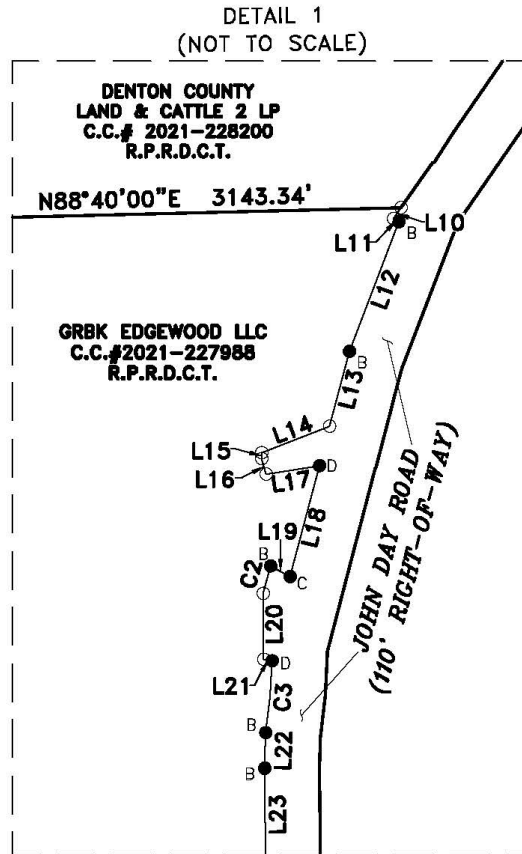 DETAIL 1
(NOT TO SCALE)
DENTON COUNTY
LAND & CATTLE 2 LP
C.C.# 2021-228200
R.P.R.D.C.T.
N88°40'00"E 3143.34'
L10
L11
B
L12
GRBK EDGEWOOD LLC
C.C.#2021-227988
R.P.R.D.C.T.
B
L13
L14
L15
L16
L17
D
L18
L19
B
C
C2
L20
JOHN DAY ROAD
(110' RIGHT-OF-WAY)
L21
D
C3
B
L22
B
L23